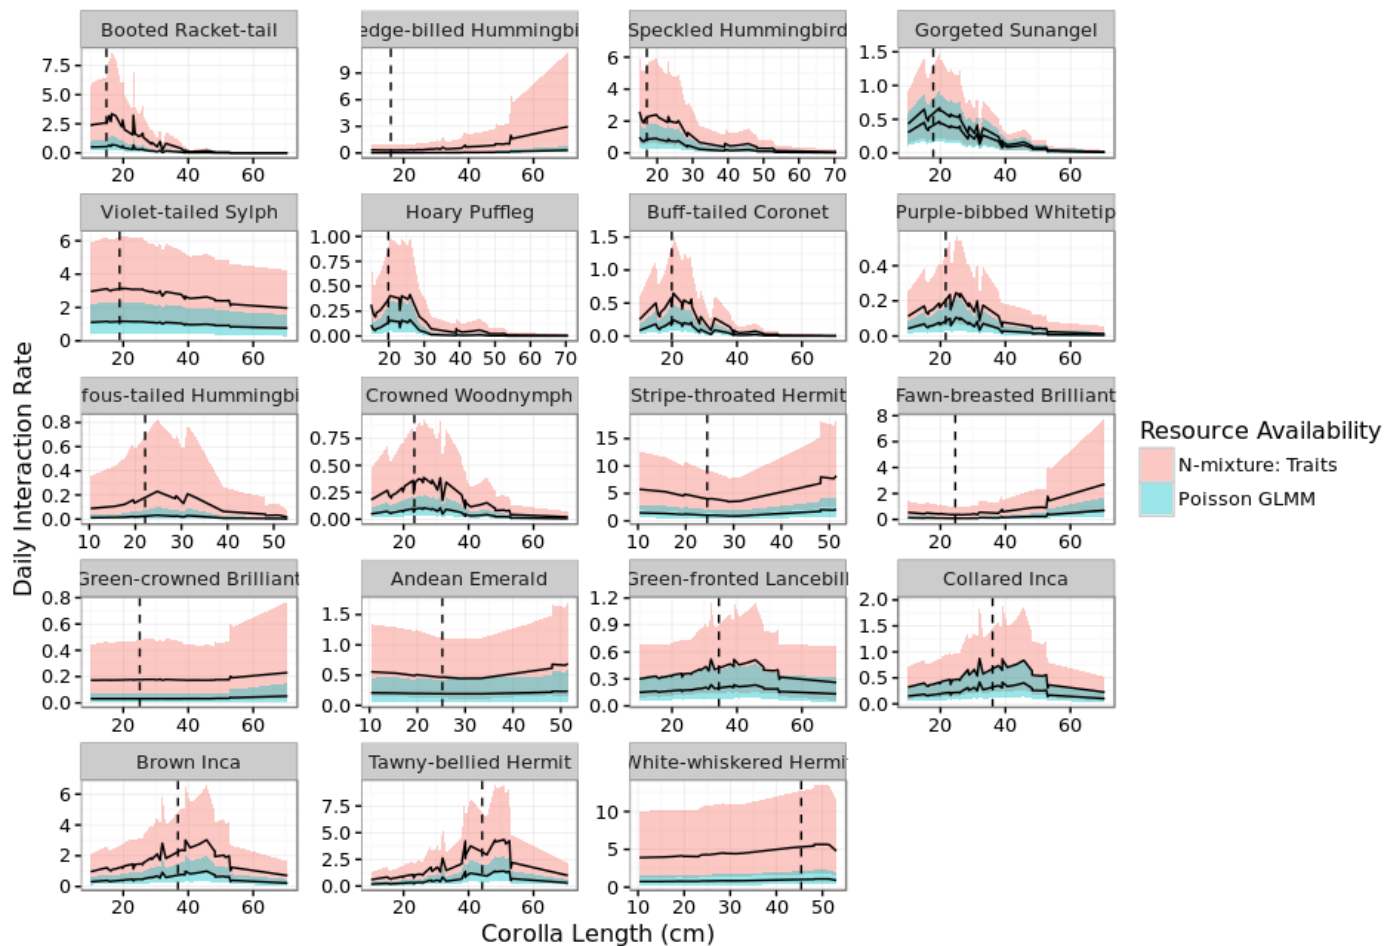 Booted Racket-tail
edge-billed Hummingbi
Speckled Hummingbird
Gorgeted Sunangel
7.5
5.0
2.5
0.0
20 40 60
9
6
3
0
20 40 60
6
4
2
0
20 30 40 50 60 70
1.5
1.0
0.5
0.0
20 40 60
Violet-tailed Sylph
Hoary Puffleg
Buff-tailed Coronet
Purple-bibbed Whitetip
6
4
2
0
20 40 60
1.00
0.75
0.50
0.25
0.00
20 30 40 50 60 70
1.5
1.0
0.5
0.0
20 40 60
0.4
0.2
0.0
20 40 60
fous-tailed Hummingbi
Crowned Woodnymph
Stripe-throated Hermit
Fawn-breasted Brilliant
0.8
0.6
0.4
0.2
0.0
10 20 30 40 50
0.75
0.50
0.25
0.00
20 40 60
15
10
5
0
10 20 30 40 50
8
6
4
2
0
20 40 60
Green-crowned Brilliant
Andean Emerald
Green-fronted Lancebill
Collared Inca
0.8
0.6
0.4
0.2
0.0
20 40 60
1.5
1.0
0.5
0.0
10 20 30 40 50
1.2
0.9
0.6
0.3
0.0
20 40 60
2.0
1.5
1.0
0.5
0.0
20 40 60
Brown Inca
Tawny-bellied Hermit
White-whiskered Hermi
6
4
2
0
20 40 60
7.5
5.0
2.5
0.0
20 40 60
10
5
0
10 20 30 40 50
Daily Interaction Rate
Corolla Length (cm)
Resource Availability
N-mixture: Traits
Poisson GLMM